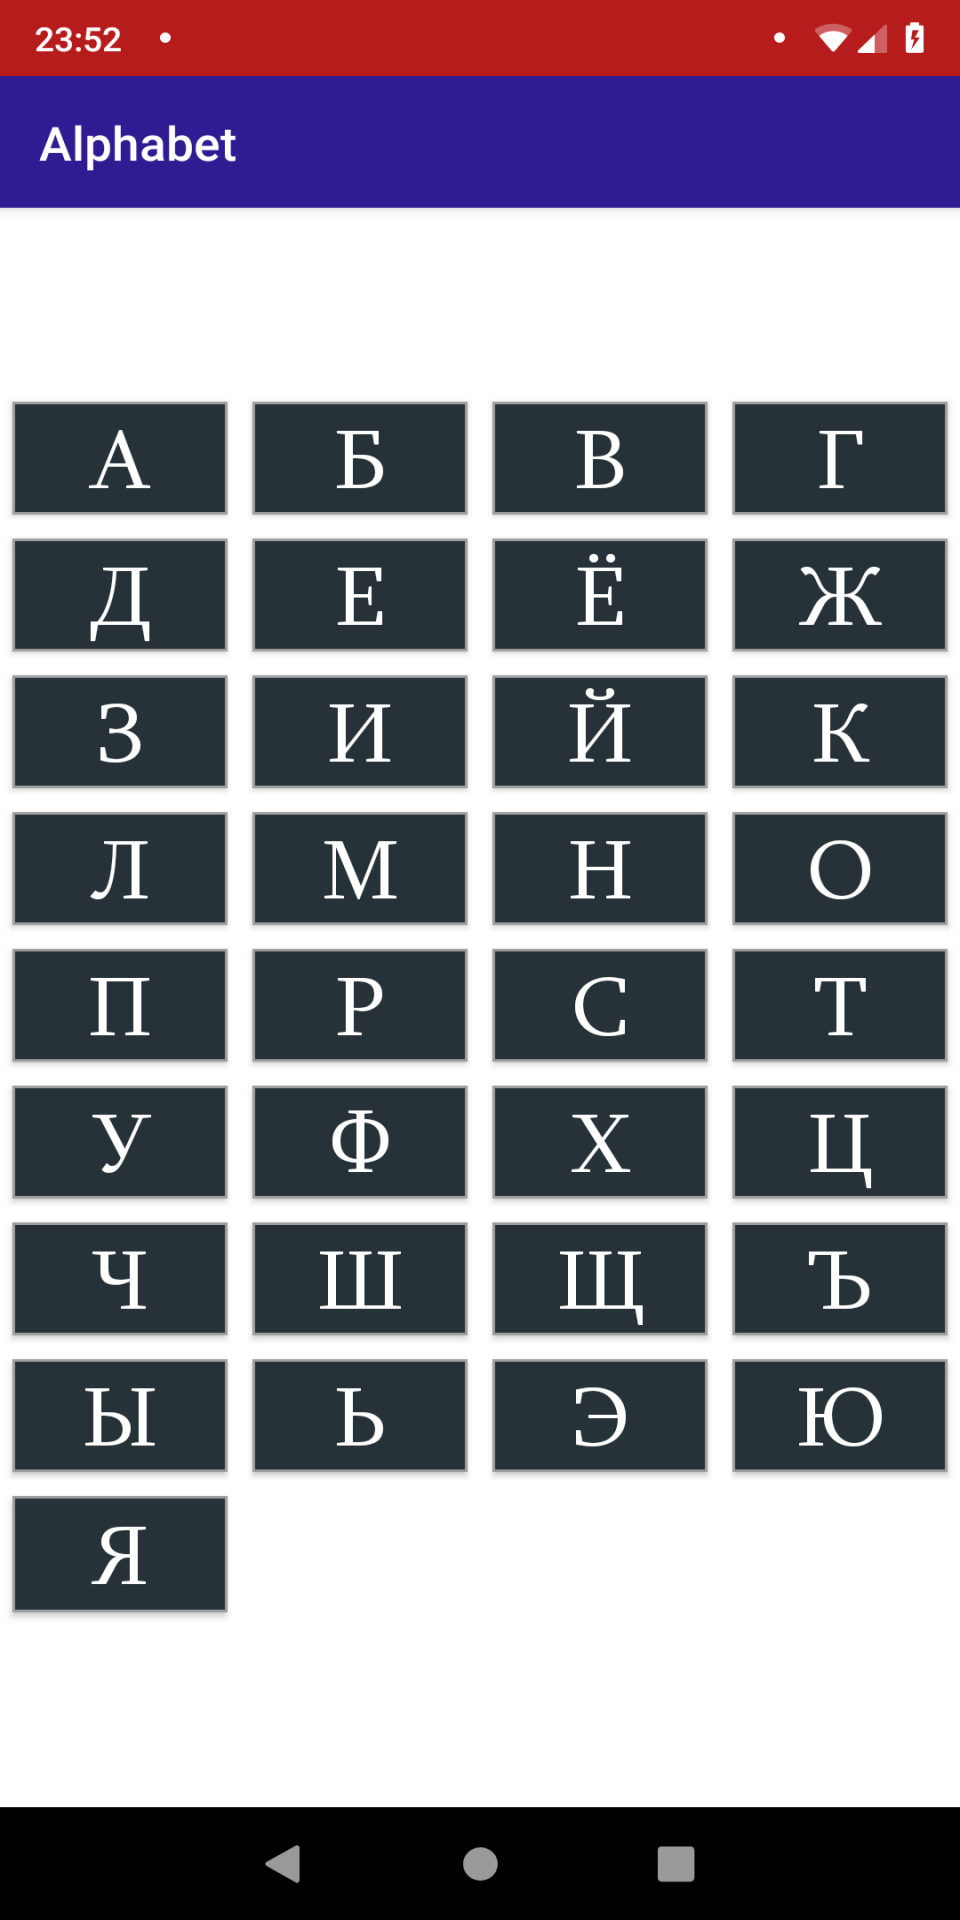 23:52
Alphabet
А Б В Г
Д Е Ё Ж
З И Й К
Л М Н О
П Р С Т
У Ф Х Ц
Ч Ш Щ Ъ
Ы Ь Э Ю
Я